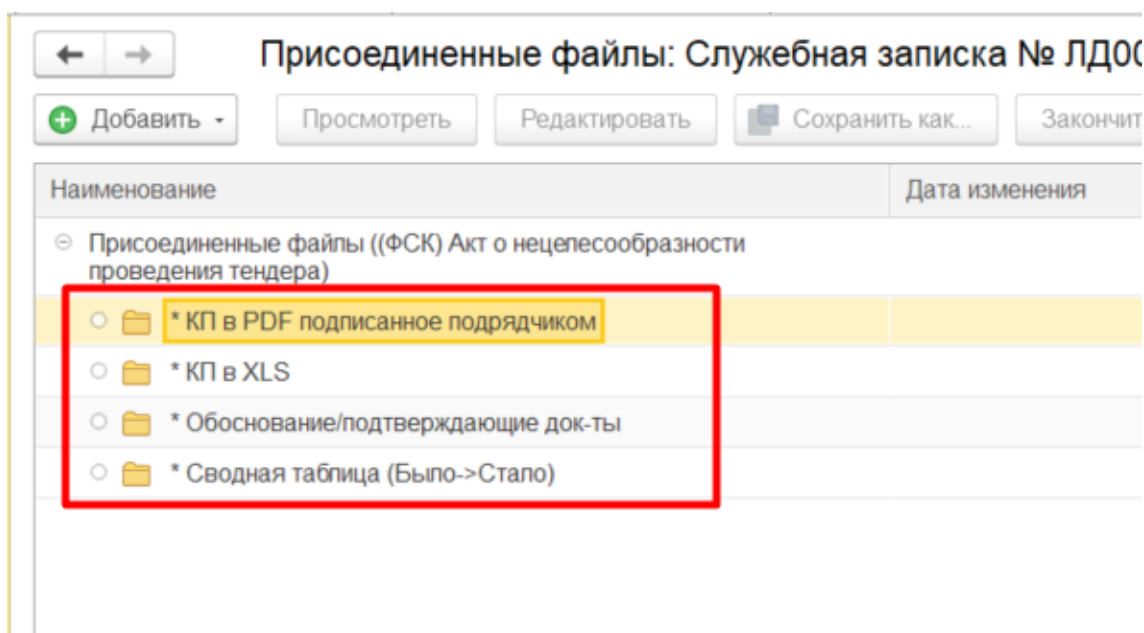 Присоединенные файлы: Служебная записка № ЛД00
Добавить
Просмотреть
Редактировать
Сохранить как...
Закончит
Наименование
Дата изменения
Присоединенные файлы ((ФСК) Акт о нецелесообразности
проведения тендера)
* КП в PDF подписанное подрядчиком
* КП в XLS
* Обоснование/подтверждающие док-ты
* Сводная таблица (Было->Стало)